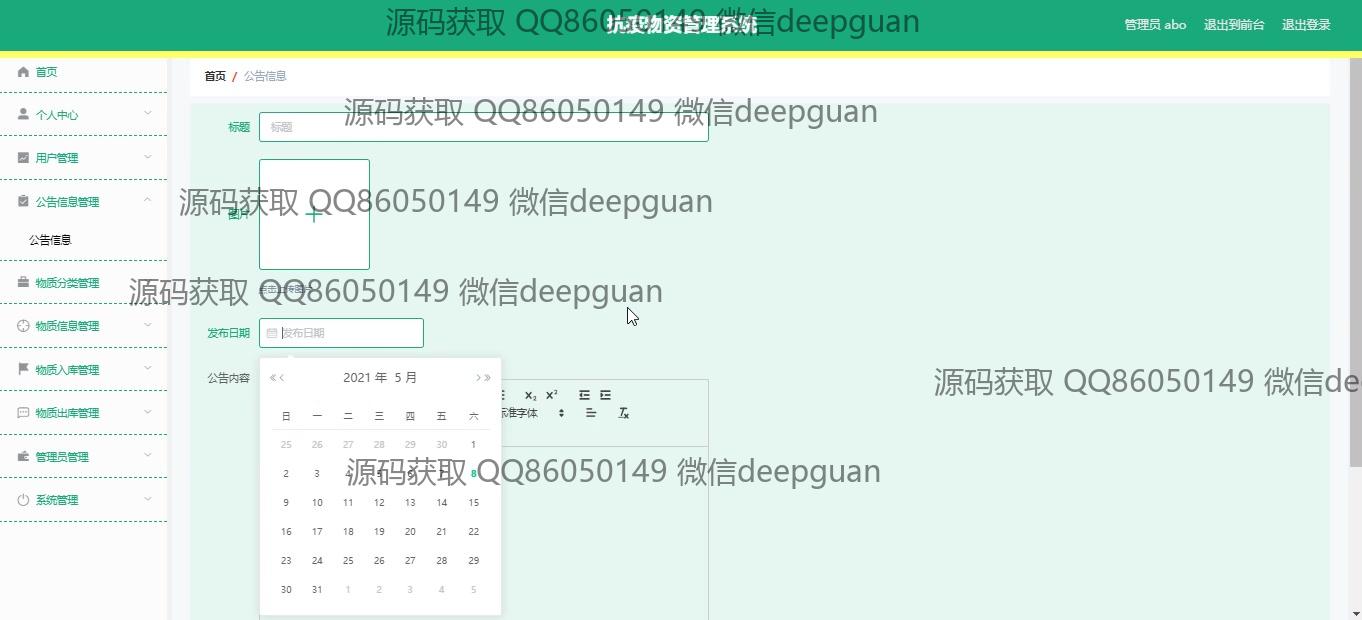 抗疫物资管理系统
管理员 abo 退出到前台 退出登录
源码获取 QQ86050149 微信deepguan
首页
个人中心
用户管理
公告信息管理
公告信息
物质分类管理
物质信息管理
物质入库管理
物质出库管理
管理员管理
系统管理
首页 / 公告信息
源码获取 QQ86050149 微信deepguan
标题 标题
源码获取 QQ86050149 微信deepguan
图片
点击上传图片
源码获取 QQ86050149 微信deepguan
发布日期 发布日期
公告内容
源码获取 QQ86050149 微信de
2021 年 5 月
日 一 二 三 四 五 六
25 26 27 28 29 30 1
2 3 4 5 6 7 8
9 10 11 12 13 14 15
16 17 18 19 20 21 22
23 24 25 26 27 28 29
30 31 1 2 3 4 5
标准字体
源码获取 QQ86050149 微信deepguan